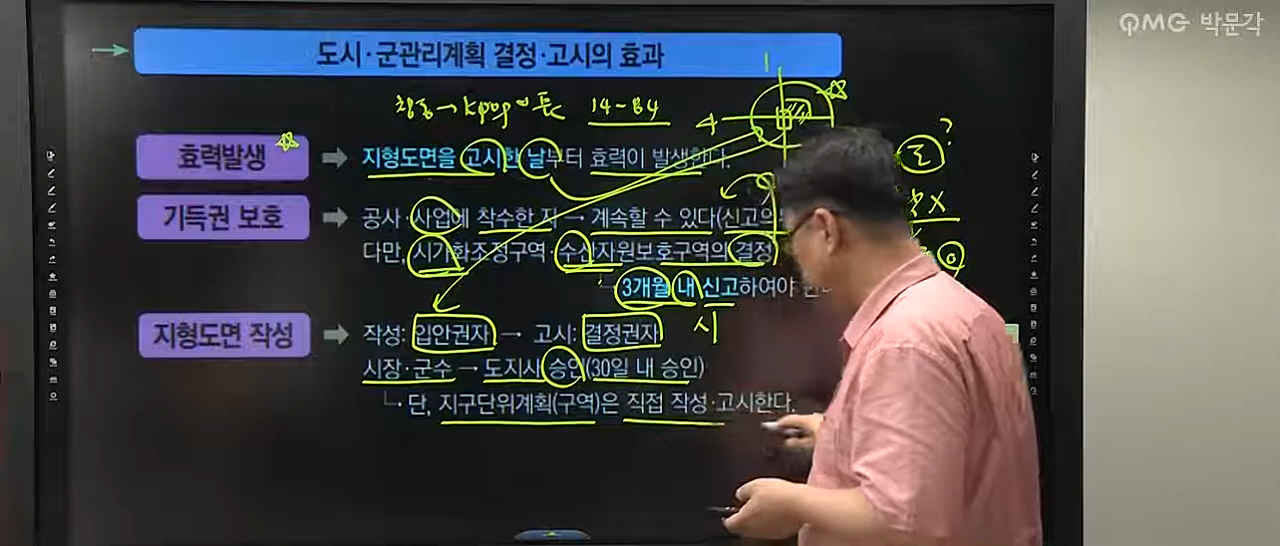 QMG 박문각
도시·군관리계획 결정·고시의 효과
창동→Kpop 14-84
효력발생
지형도면을 고시한 날부터 효력이 발생한다.
기득권 보호
공사·사업에 착수한 자 → 계속할 수 있다(신고의
다만, 시가화조정구역·수산자원보호구역의 결정
3개월 내 신고하여야
시
지형도면 작성
작성: 입안권자 → 고시: 결정권자
시장·군수 → 도지사 승인(30일 내 승인)
단, 지구단위계획(구역)은 직접 작성·고시한다.
도?